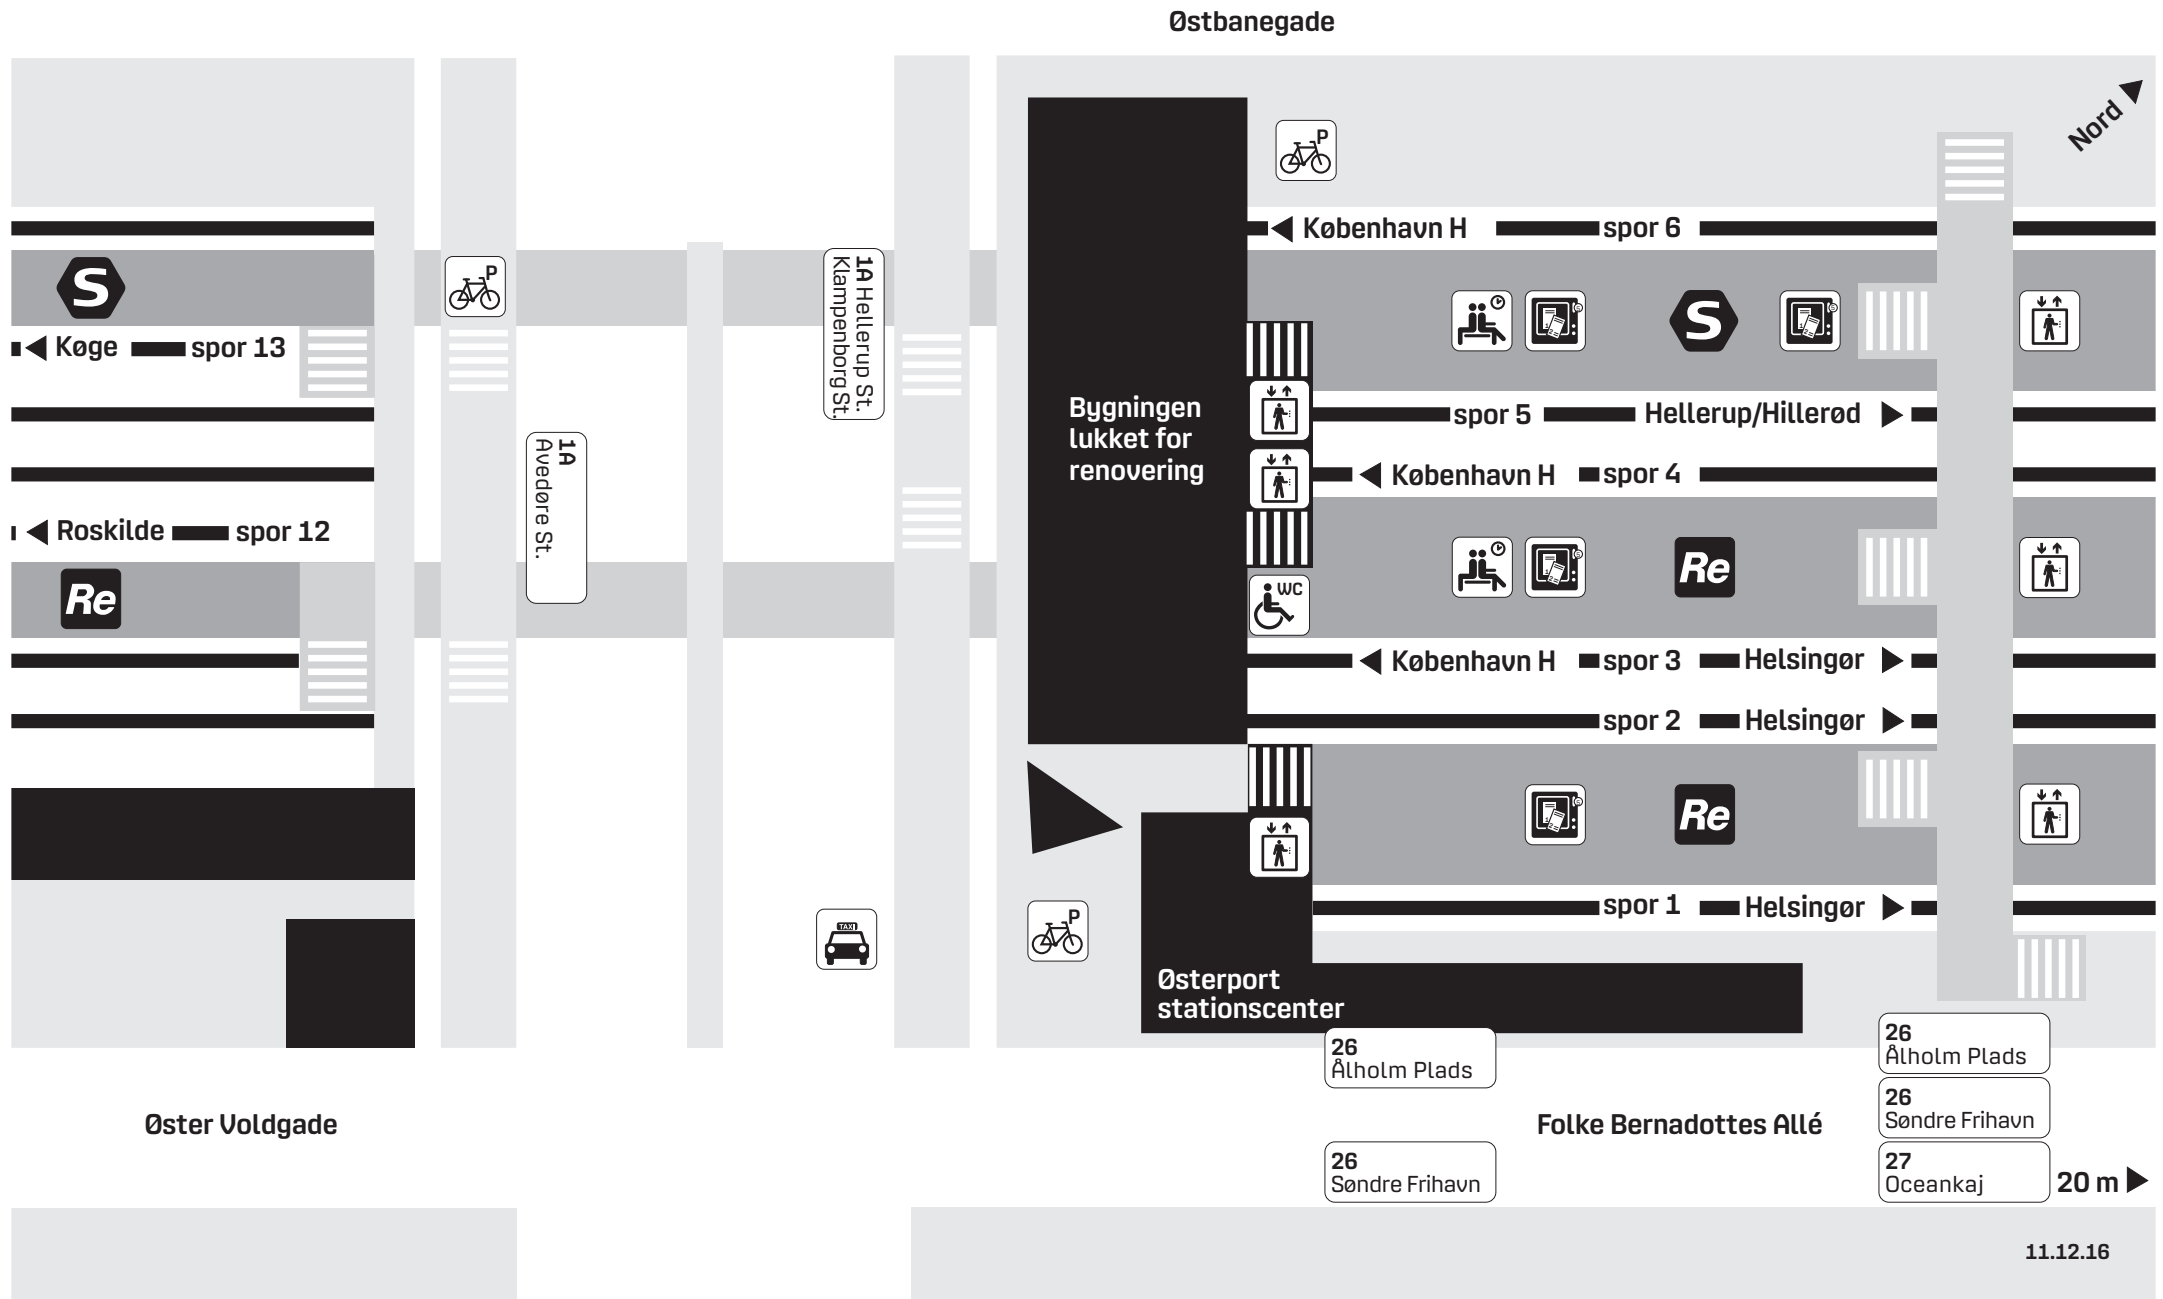 Østbanegade
Nord
P
København H
spor 6
S
P
S
1A Hellerup St.
Klampenborg St.
Køge
spor 13
Bygningen
lukket for
renovering
spor 5
Hellerup/Hillerød
1A
Avedøre St.
København H
spor 4
Roskilde
spor 12
Re
Re
WC
København H
spor 3
Helsingør
spor 2
Helsingør
Re
spor 1
Helsingør
TAXI
P
Østerport
stationscenter
26
Ålholm Plads
26
Ålholm Plads
Øster Voldgade
Folke Bernadottes Allé
26
Søndre Frihavn
26
Søndre Frihavn
27
Oceankaj
20 m
11.12.16